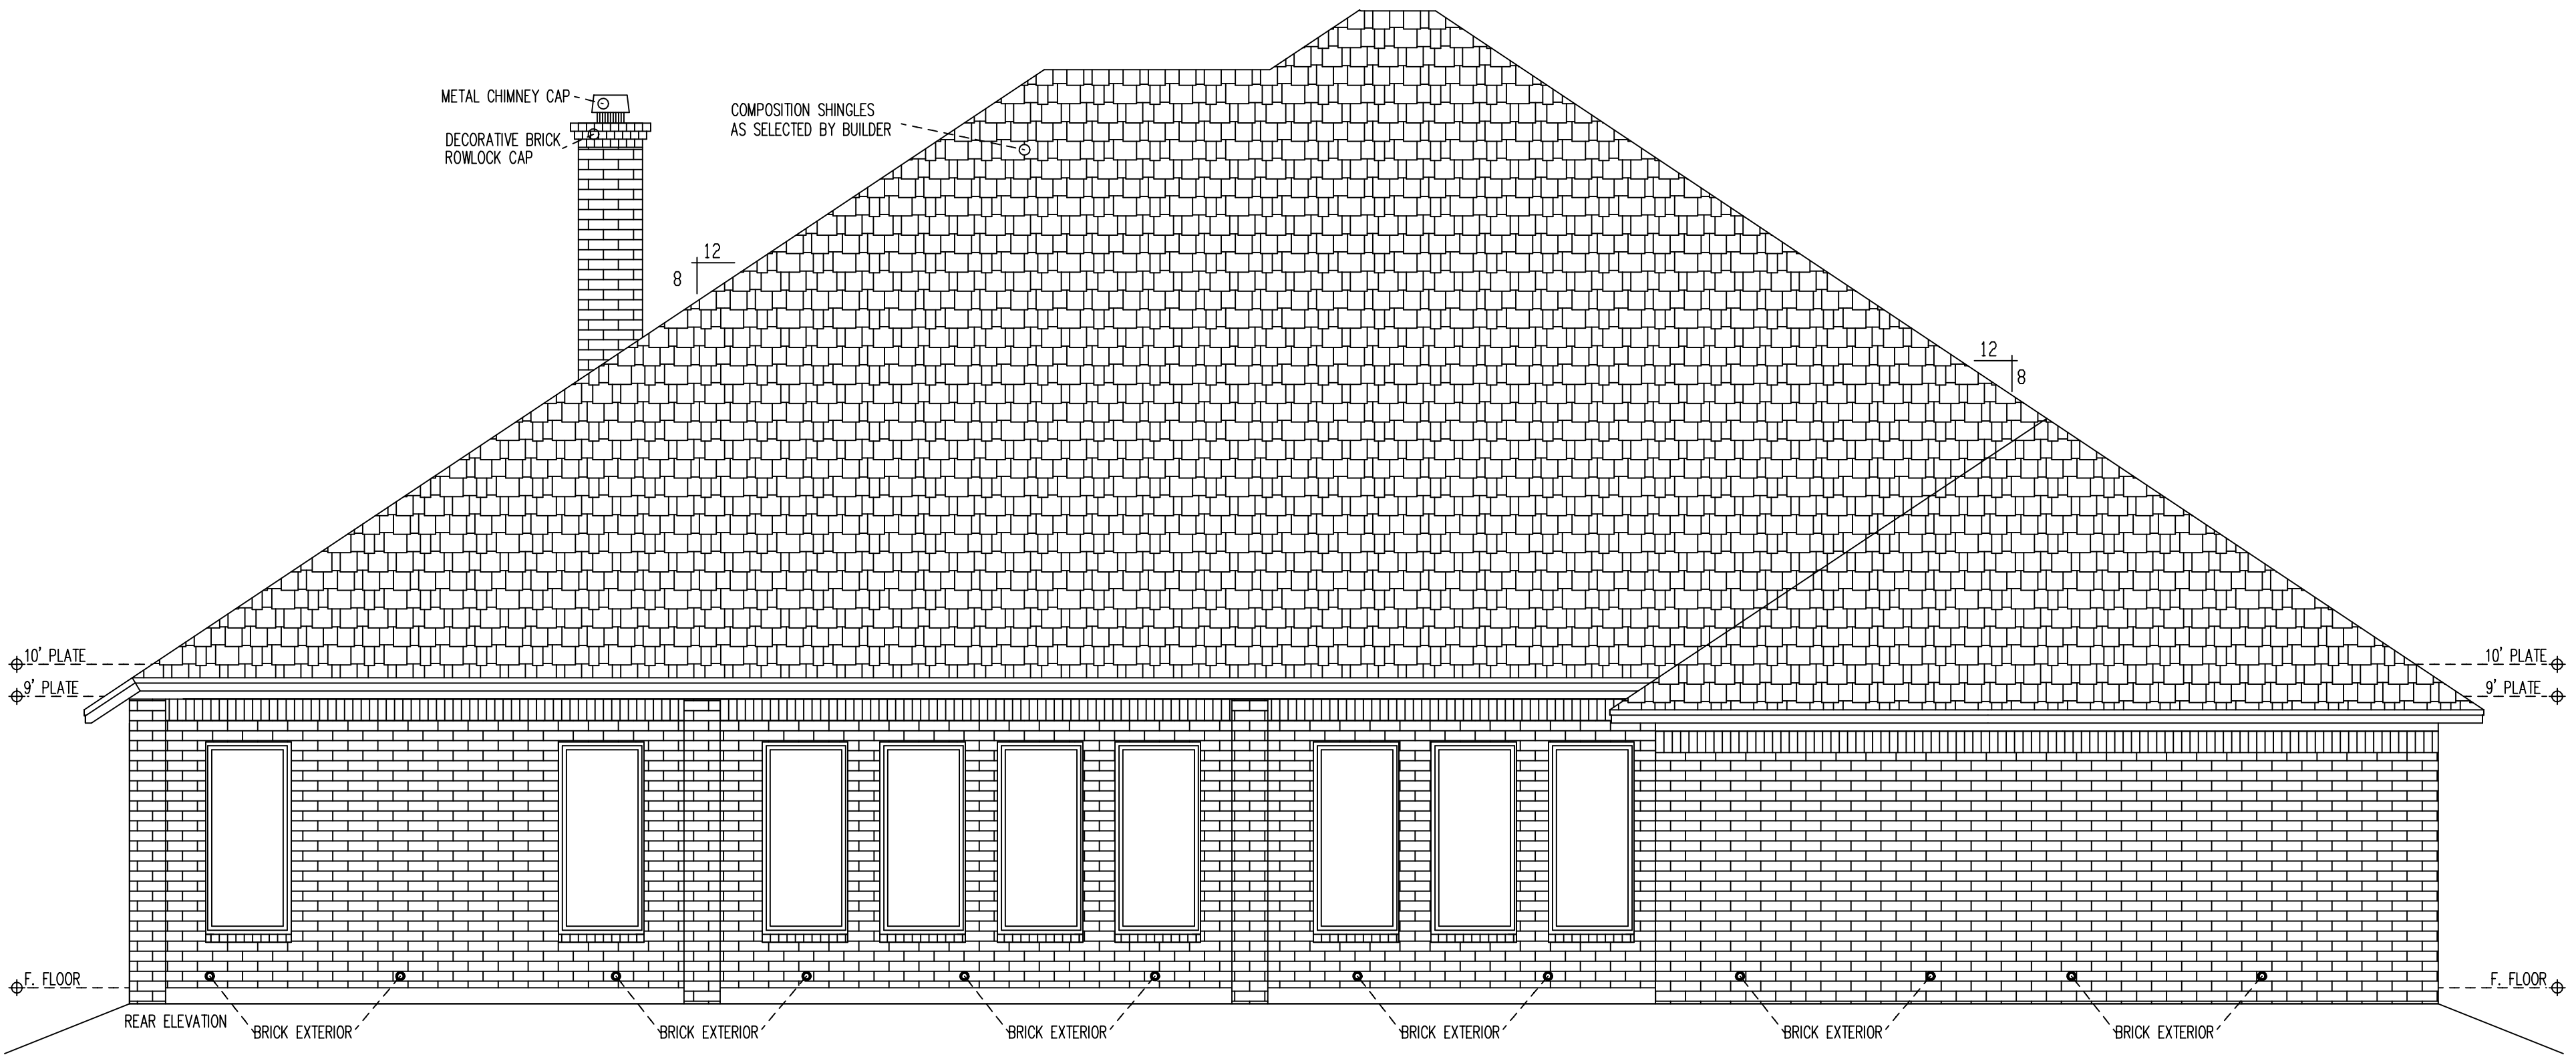 METAL CHIMNEY CAP
DECORATIVE BRICK
ROWLOCK CAP
COMPOSITION SHINGLES
AS SELECTED BY BUILDER
12
8
12
8
10' PLATE
10' PLATE
9' PLATE
9' PLATE
F. FLOOR
F. FLOOR
REAR ELEVATION
BRICK EXTERIOR
BRICK EXTERIOR
BRICK EXTERIOR
BRICK EXTERIOR
BRICK EXTERIOR
BRICK EXTERIOR